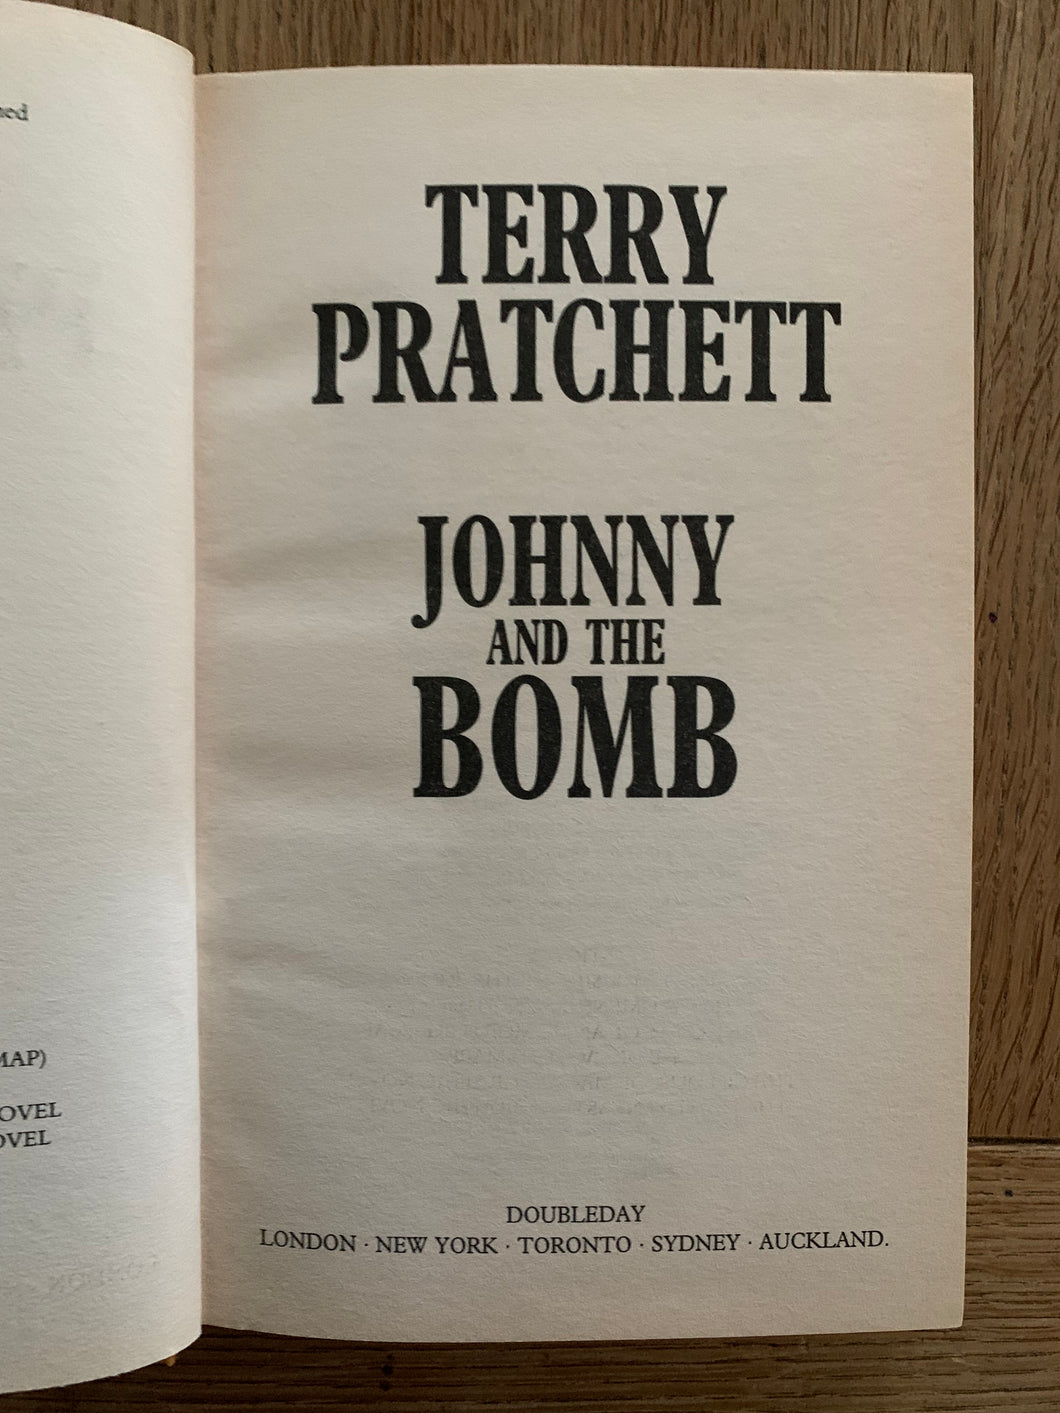 TERRY
PRATCHETT
JOHNNY
AND THE
BOMB
DOUBLEDAY
LONDON · NEW YORK · TORONTO · SYDNEY · AUCKLAND.